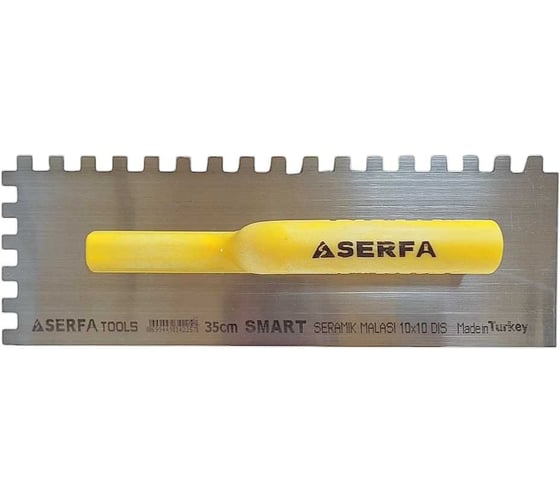 SERFA
SERFA TOOLS 35cm SMART SERAMIK MALASI 10x10 DIS Made in Turkey